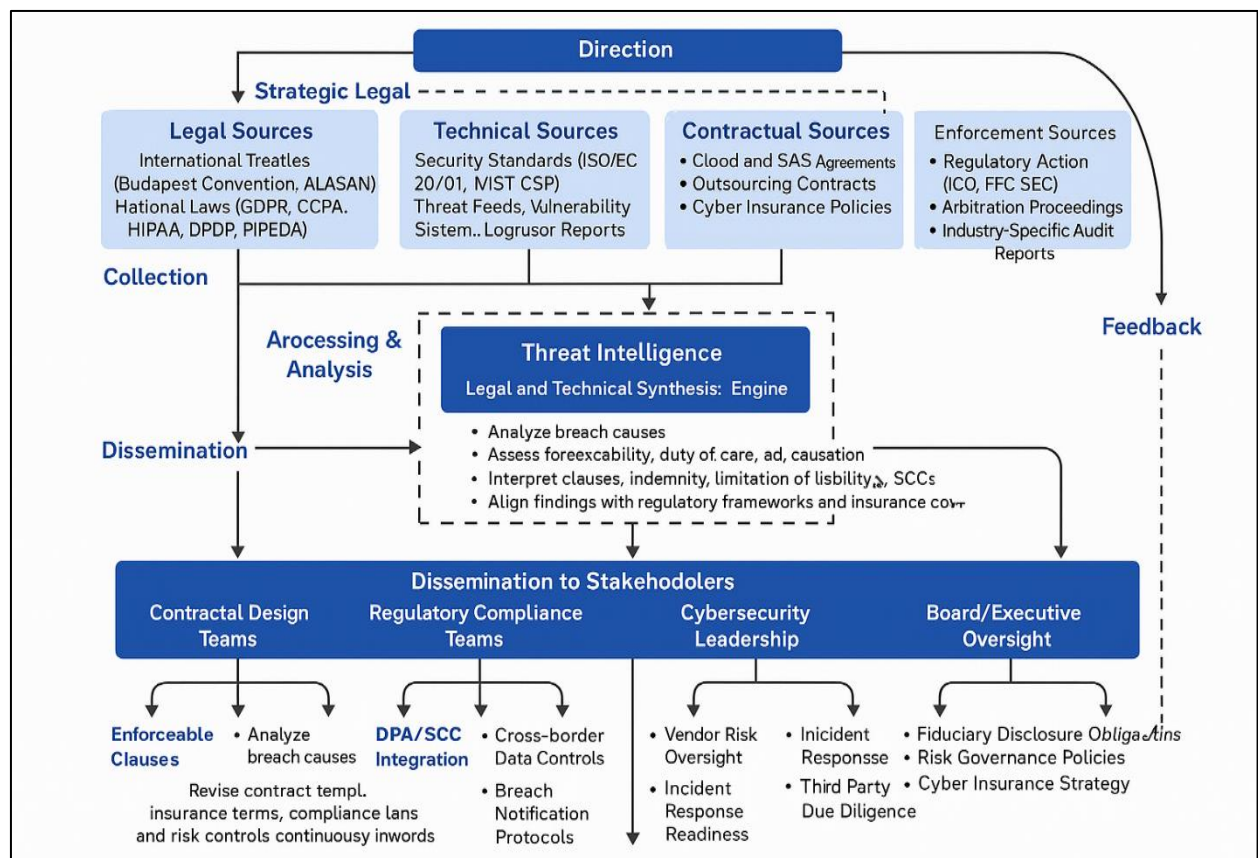 Direction
Strategic Legal
Legal Sources
International Treatles
(Budapest Convention, ALASAN)
Hational Laws (GDPR, CCPA.
HIPAA, DPDP, PIPEDA)
Technical Sources
Security Standards (ISO/EC
20/01, MIST CSP)
Threat Feeds, Vulnerability
Sistem.. Logrusor Reports
Contractual Sources
• Clood and SAS Agreements
• Outsourcing Contracts
• Cyber Insurance Policies
Enforcement Sources
• Regulatory Action
(ICO, FFC SEC)
• Arbitration Proceedings
• Industry-Specific Audit
Reports
Collection
Feedback
Arocessing &
Analysis
Threat Intelligence
Legal and Technical Synthesis: Engine
• Analyze breach causes
• Assess foreexcability, duty of. care, ad, causation
• Interpret clauses, indemnity, limitation of lisbility, SCCs
• Align findings with regulatory frameworks and insurance
Dissemination
Dissemination to Stakehodolers
Contractal Design
Teams
Regulatory Compliance
Teams
Cybersecurity
Leadership
Board/Executive
Oversight
Enforceable
Clauses
• Analyze
breach causes
Revise contract templ.
insurance terms, compliance lans
and risk controls continuousy inwords
DPA/SCC
Integration
• Cross-border
Data Controls
• Breach
Notification
Protocols
• Vendor Risk
Oversight
• Incident
Response
Readiness
• Inicident
Responsse
• Third Party
Due Diligence
• Fiduciary Disclosure
• Risk Governance Policies
• Cyber Insurance Strategy